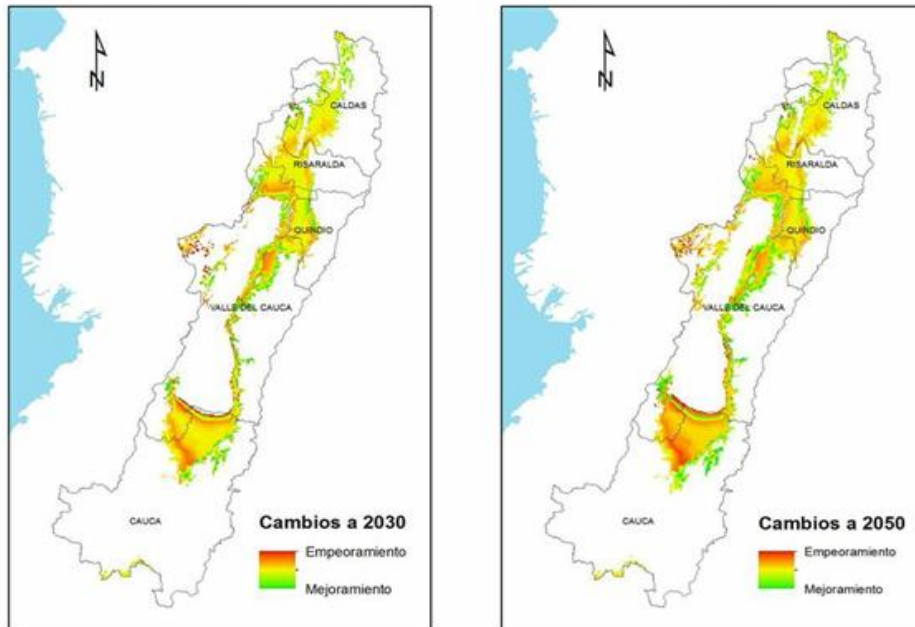 N
CALDAS
RISARALDA
QUINDIO
VALLE DEL CAUCA
CAUCA
Cambios a 2030
Empeoramiento
Mejoramiento
N
CALDAS
RISARALDA
QUINDIO
VALLE DEL CAUCA
CAUCA
Cambios a 2050
Empeoramiento
Mejoramiento